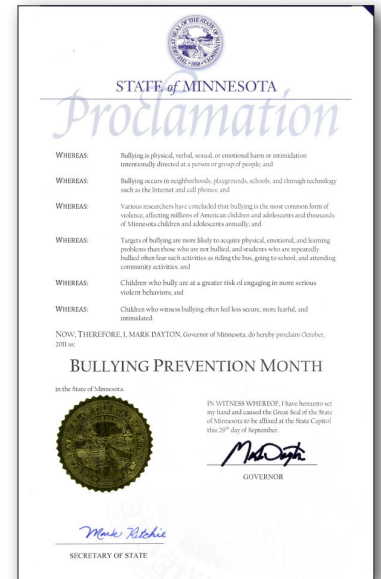 THE GREAT SEAL OF THE STATE OF MINNESOTA
1858
STATE of MINNESOTA
Proclamation
WHEREAS: Bullying is physical, verbal, sexual, or emotional harm or intimidation
intentionally directed at a person or group of people; and
WHEREAS: Bullying occurs in neighborhoods, playgrounds, schools, and through technology
such as the Internet and cell phones; and
WHEREAS: Various researchers have concluded that bullying is the most common form of
violence, affecting millions of American children and adolescents and thousands
of Minnesota children and adolescents annually; and
WHEREAS: Targets of bullying are more likely to acquire physical, emotional, and learning
problems than those who are not bullied, and students who are repeatedly
bullied often fear such activities as riding the bus, going to school, and attending
community activities; and
WHEREAS: Children who bully are at a greater risk of engaging in more serious
violent behaviors; and
WHEREAS: Children who witness bullying often feel less secure, more fearful, and
intimidated.
NOW, THEREFORE, I, MARK DAYTON, Governor of Minnesota, do hereby proclaim October,
2011 as:
BULLYING PREVENTION MONTH
in the State of Minnesota.
IN WITNESS WHEREOF, I have hereunto set
my hand and caused the Great Seal of the State
of Minnesota to be affixed at the State Capitol
this 29th day of September.
Mark Dayton
GOVERNOR
Mark Ritchie
SECRETARY OF STATE